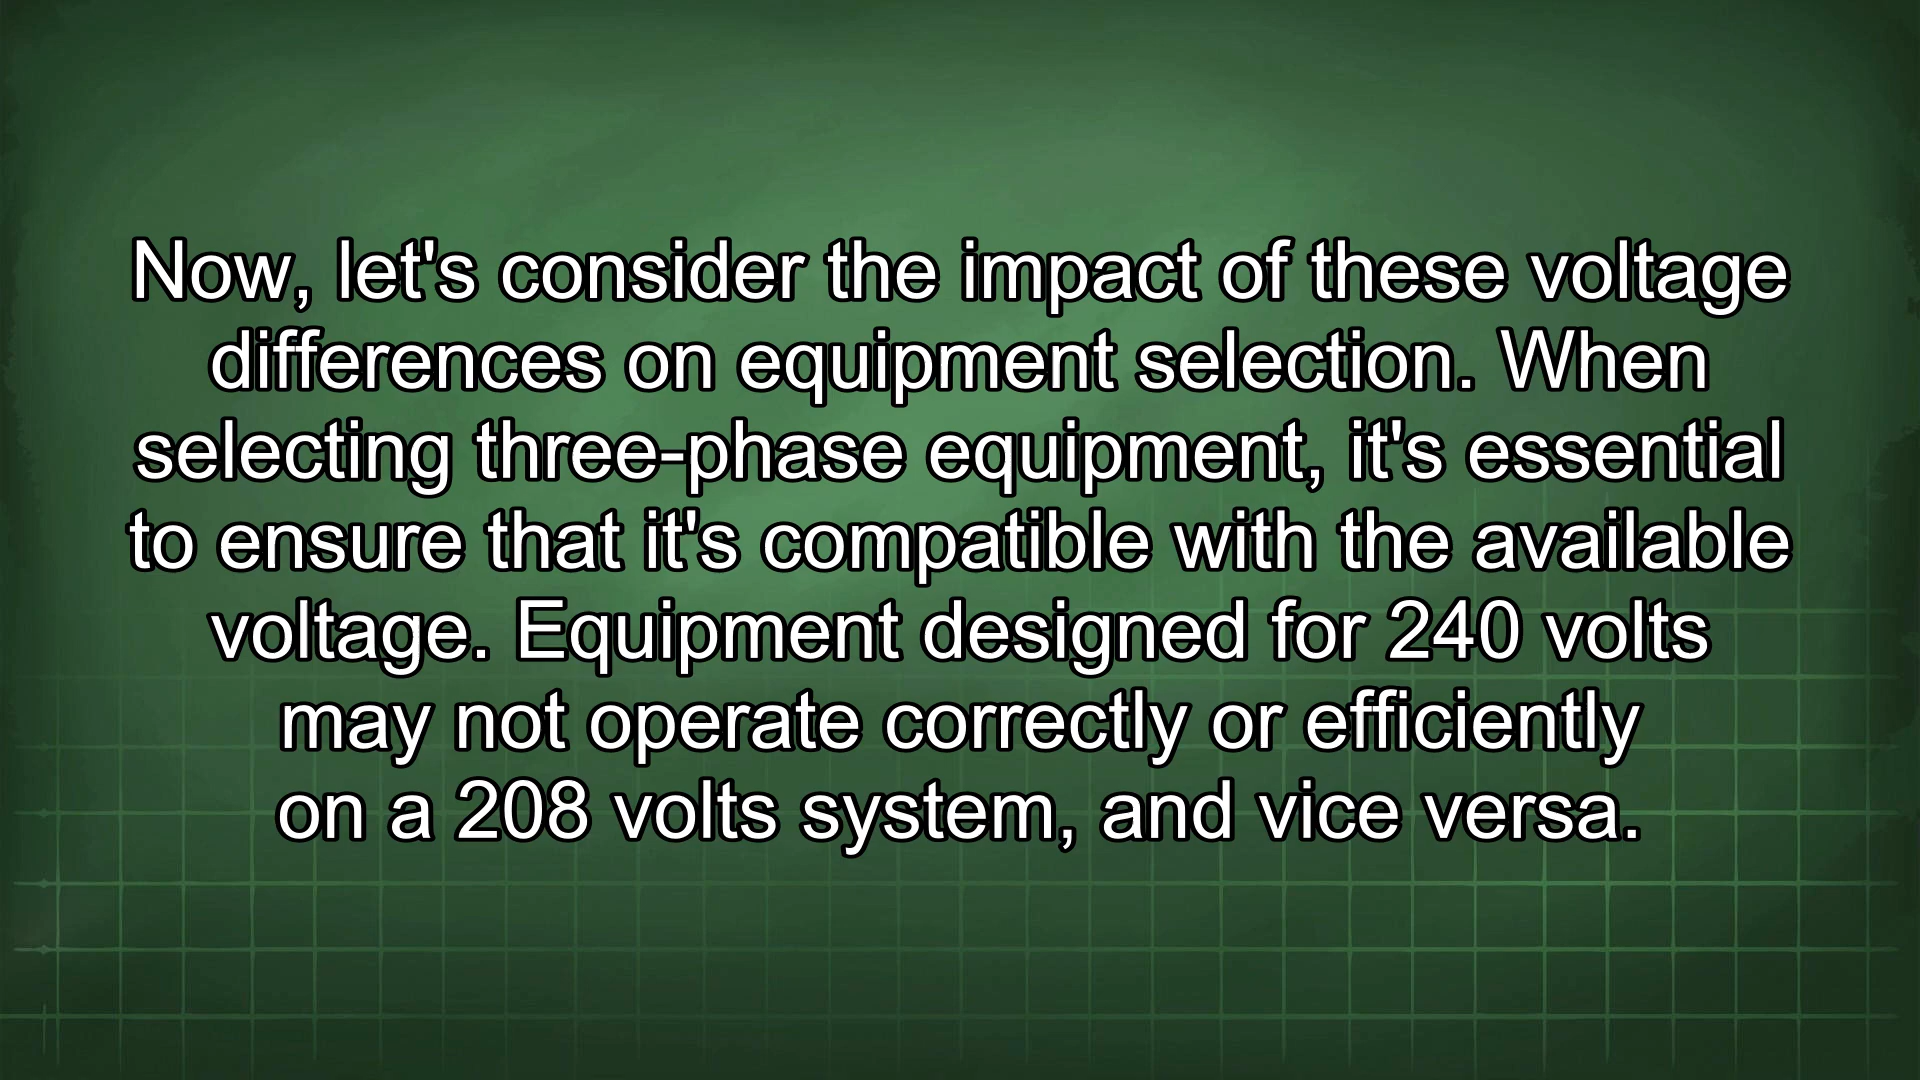 Now, let's consider the impact of these voltage
differences on equipment selection. When
selecting three-phase equipment, it's essential
to ensure that it's compatible with the available
voltage. Equipment designed for 240 volts
may not operate correctly or efficiently
on a 208 volts system, and vice versa.